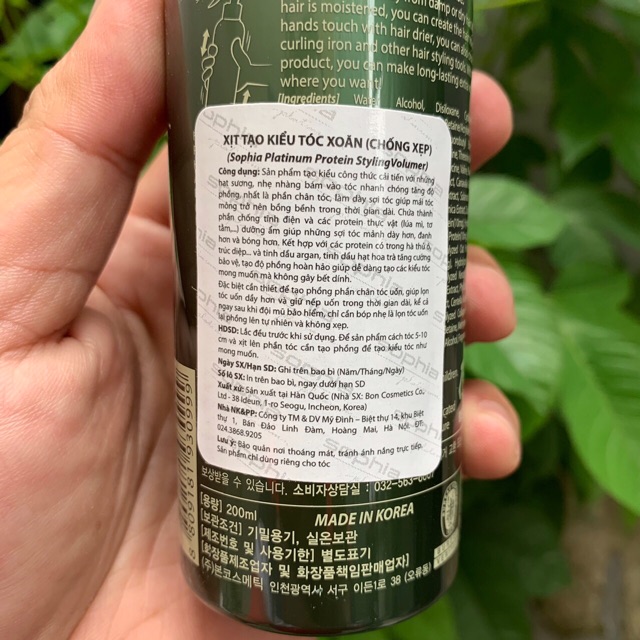 from damp or dry
hair is moistened, you can create the
hands touch with hair drier, you can
curling iron and other hair styling
product, you can make long-lasting
where you want!
[Ingredients] Water, Alcohol, Disiloxane,
XỊT TẠO KIỂU TÓC XOĂN (CHỐNG XẸP)
(Sophia Platinum Protein StylingVolumer)
Công dụng: Sản phẩm tạo kiểu công thức cải tiến với những
hạt sương, nhẹ nhàng bám vào tóc nhanh chóng tăng độ
phồng, nhất là phần chân tóc, làm dày sợi tóc giúp mái tóc
mỏng trở nên bồng bềnh trong thời gian dài. Chứa thành
phần chống tĩnh điện và các protein thực vật (lúa mì, tơ
tằm,...) dưỡng ẩm giúp những sợi tóc mảnh dày hơn, đanh
hơn và bóng hơn. Kết hợp với các protein có trong hà thủ ô,
trúc diệp... và tinh dầu argan, tinh dầu hạt hoa trà tăng cường
bảo vệ, tạo độ phồng hoàn hảo giúp dễ dàng tạo các kiểu tóc
mong muốn mà không gây bết dính.
Đặc biệt cần thiết để tạo phồng phần chân tóc uốn, giúp lọn
tóc uốn dầy hơn và giữ nếp uốn trong thời gian dài, kể cả
ngay sau khi đội mũ bảo hiểm, chỉ cần bóp nhẹ là lọn tóc uốn
lại phồng lên tự nhiên và không xẹp.
HDSD: Lắc đều trước khi sử dụng. Để sản phẩm cách tóc 5-10
cm và xịt lên phần tóc cần tạo phồng để tạo kiểu tóc như
mong muốn.
Ngày SX/Hạn SD: Ghi trên bao bì (Năm/Tháng/Ngày)
Số lô SX: In trên bao bì, ngay dưới hạn SD
Xuất xứ: Sản xuất tại Hàn Quốc (Nhà SX: Bon Cosmetics Co.,
Ltd - 38 Ideun, 1-ro Seogu, Incheon, Korea)
Nhà NK&PP: Công ty TM & DV Mỹ Đình – Biệt thự 14, khu Biệt
thự 1, Bán Đảo Linh Đàm, Hoàng Mai, Hà Nội. ĐT:
024.3868.9205
Lưu ý: Bảo quản nơi thoáng mát, tránh ánh nắng trực tiếp.
Sản phẩm chỉ dùng riêng cho tóc
sophia
보상받을 수 있습니다. 소비자상담실 : 032-563-
[용량] 200ml MADE IN KOREA
[보관조건] 기밀용기, 실온보관
[제조번호 및 사용기한] 별도표기
[화장품제조업자 및 화장품책임판매업자]
(주)본코스메틱 인천광역시 서구 이든1로 38 (오류동)
8 809181 930999